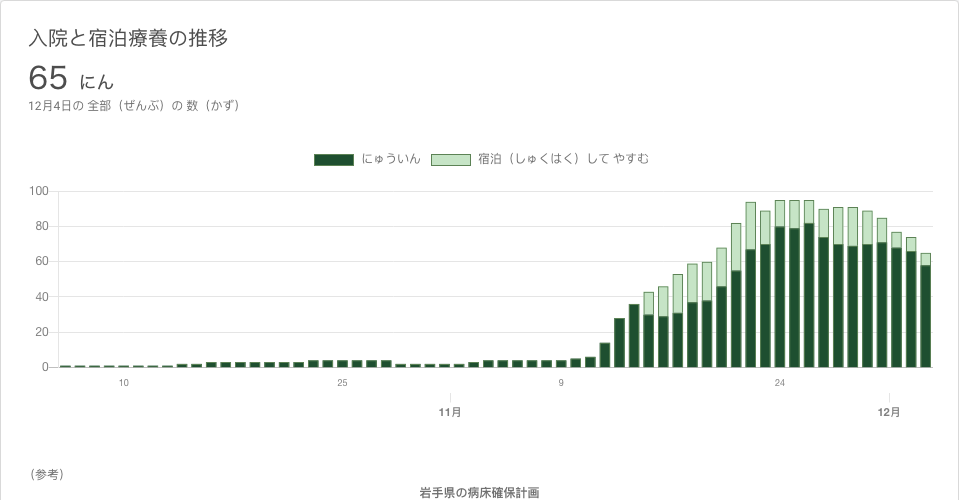 入院と宿泊療養の推移
65 にん
12月4日の 全部（ぜんぶ）の 数（かず）
にゅういん 宿泊（しゅくはく）して やすむ
100
80
60
40
20
0
10 25 9 24
11月 12月
（参考）
岩手県の病床確保計画